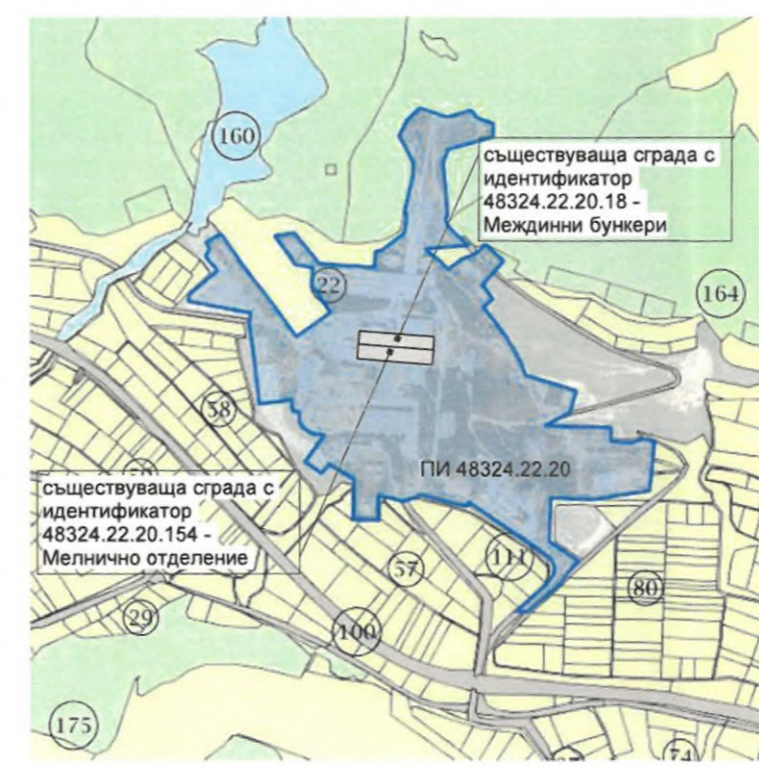 160
съществуваща сграда с
идентификатор
48324.22.20.18 -
Междинни бункери
22
164
58
ПИ 48324.22.20
съществуваща сграда с
идентификатор
48324.22.20.154 -
Мелнично отделение
57
111
80
29
100
175
74